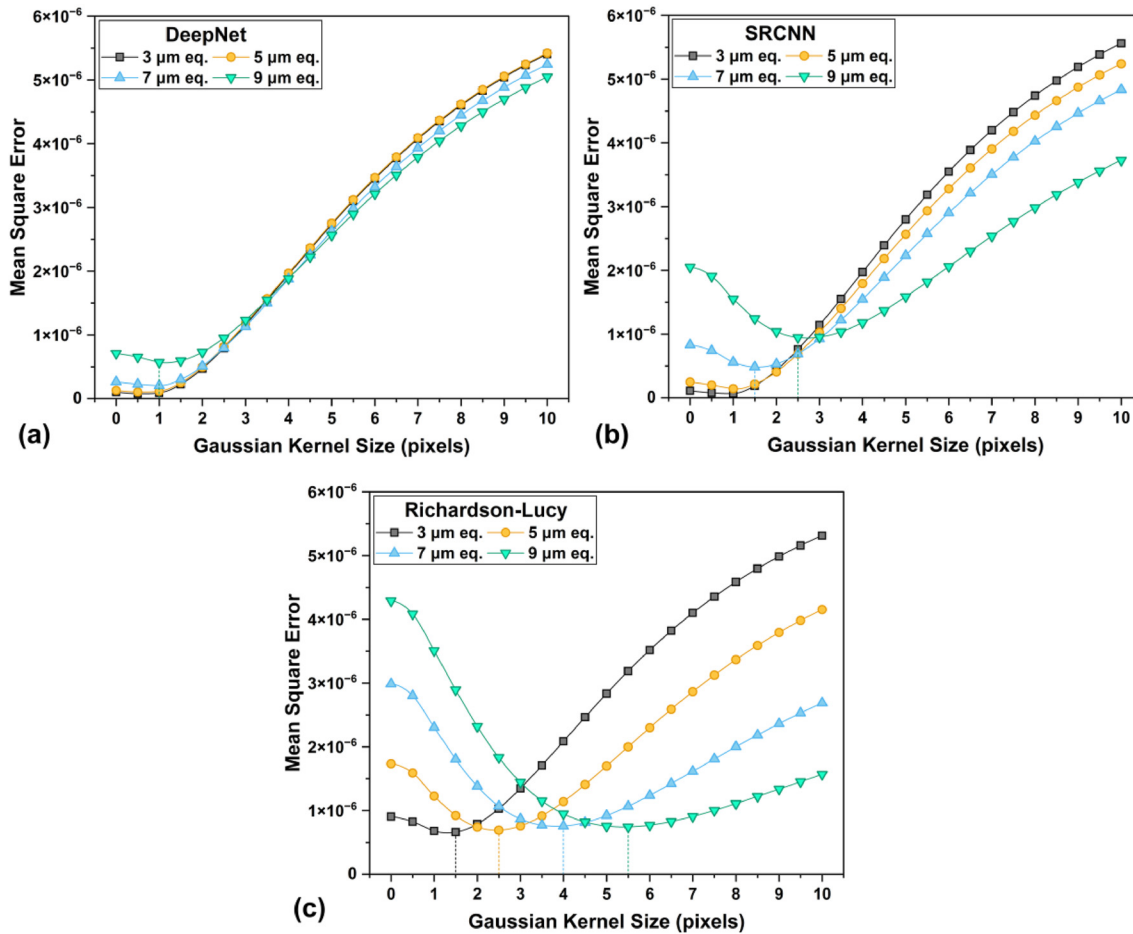 DeepNet
3 μm eq. 5 μm eq.
7 μm eq. 9 μm eq.
6×10⁻⁶
5×10⁻⁶
4×10⁻⁶
3×10⁻⁶
2×10⁻⁶
1×10⁻⁶
0
Mean Square Error
0 1 2 3 4 5 6 7 8 9 10
Gaussian Kernel Size (pixels)
(a)
SRCNN
3 μm eq. 5 μm eq.
7 μm eq. 9 μm eq.
6×10⁻⁶
5×10⁻⁶
4×10⁻⁶
3×10⁻⁶
2×10⁻⁶
1×10⁻⁶
0
Mean Square Error
0 1 2 3 4 5 6 7 8 9 10
Gaussian Kernel Size (pixels)
(b)
Richardson-Lucy
3 μm eq. 5 μm eq.
7 μm eq. 9 μm eq.
6×10⁻⁶
5×10⁻⁶
4×10⁻⁶
3×10⁻⁶
2×10⁻⁶
1×10⁻⁶
0
Mean Square Error
0 1 2 3 4 5 6 7 8 9 10
Gaussian Kernel Size (pixels)
(c)